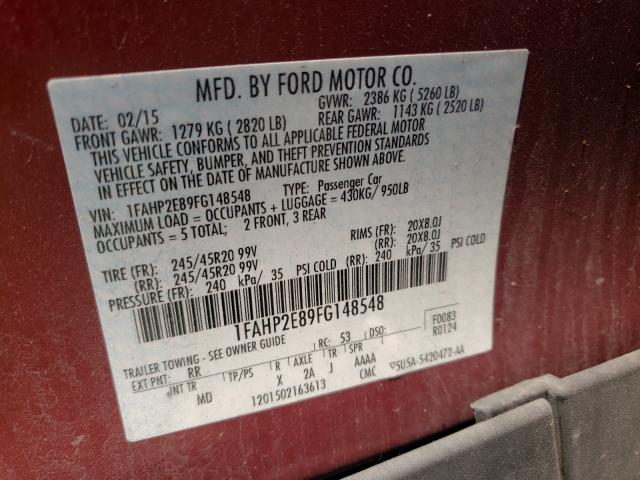 MFD. BY FORD MOTOR CO.
DATE: 02/15 GVWR: 2386 KG ( 5260 LB)
FRONT GAWR: 1279 KG ( 2820 LB) REAR GAWR: 1143 KG ( 2520 LB)
THIS VEHICLE CONFORMS TO ALL APPLICABLE FEDERAL MOTOR
VEHICLE SAFETY, BUMPER, AND THEFT PREVENTION STANDARDS
IN EFFECT ON THE DATE OF MANUFACTURE SHOWN ABOVE.
VIN: 1FAHP2E89FG148548 TYPE: Passenger Car
MAXIMUM LOAD = OCCUPANTS + LUGGAGE = 430KG/ 950LB
OCCUPANTS = 5 TOTAL; 2 FRONT, 3 REAR
TIRE (FR): 245/45R20 99V RIMS (FR): 20X8.0J
(RR): 245/45R20 99V (RR): 20X8.0J
PRESSURE (FR): 240 kPa/ 35 PSI COLD (RR): 240 kPa/ 35 PSI COLD
1FAHP2E89FG148548
TRAILER TOWING - SEE OWNER GUIDE F0083
EXT PNT: RR RC: 53 DSO: R0124
INT TR TP/PS R AXLE TR SPR
MD X 2A J AAAA
1201502163613 CMC 5U5A-5420472-AA